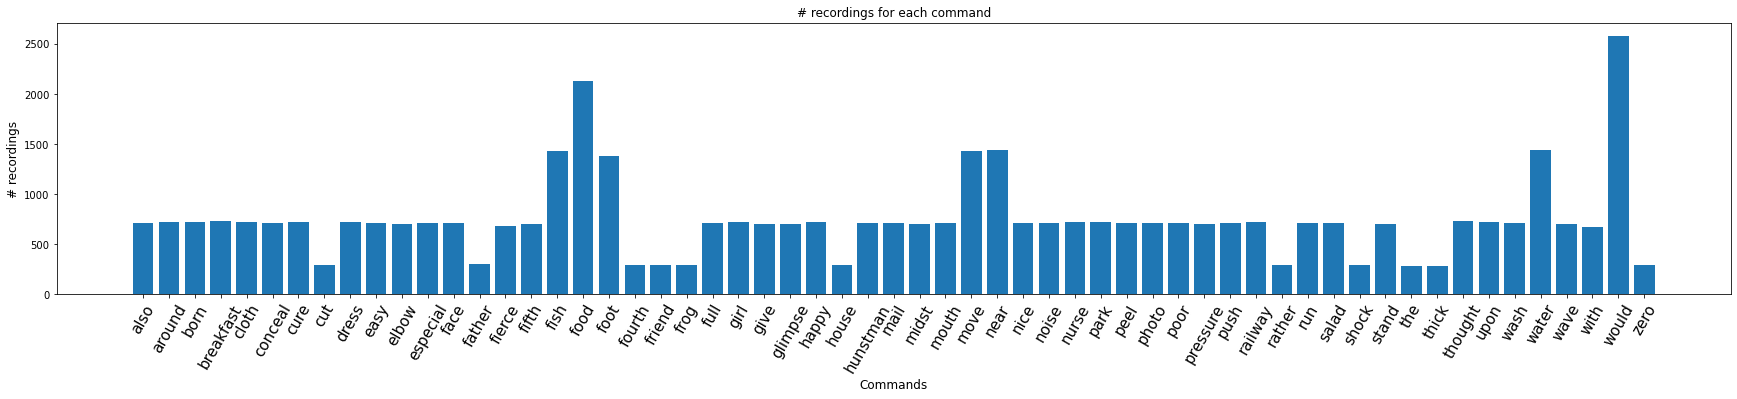 # recordings for each command
# recordings
2500
2000
1500
1000
500
0
also around born breakfast cloth conceal cure cut dress easy elbow especial face father fierce fifth fish food foot fourth friend frog full girl give glimpse happy house hunstman mail midst mouth move near nice noise nurse park peel photo poor pressure push railway rather run salad shock stand the thick thought upon wash water wave with would zero
Commands